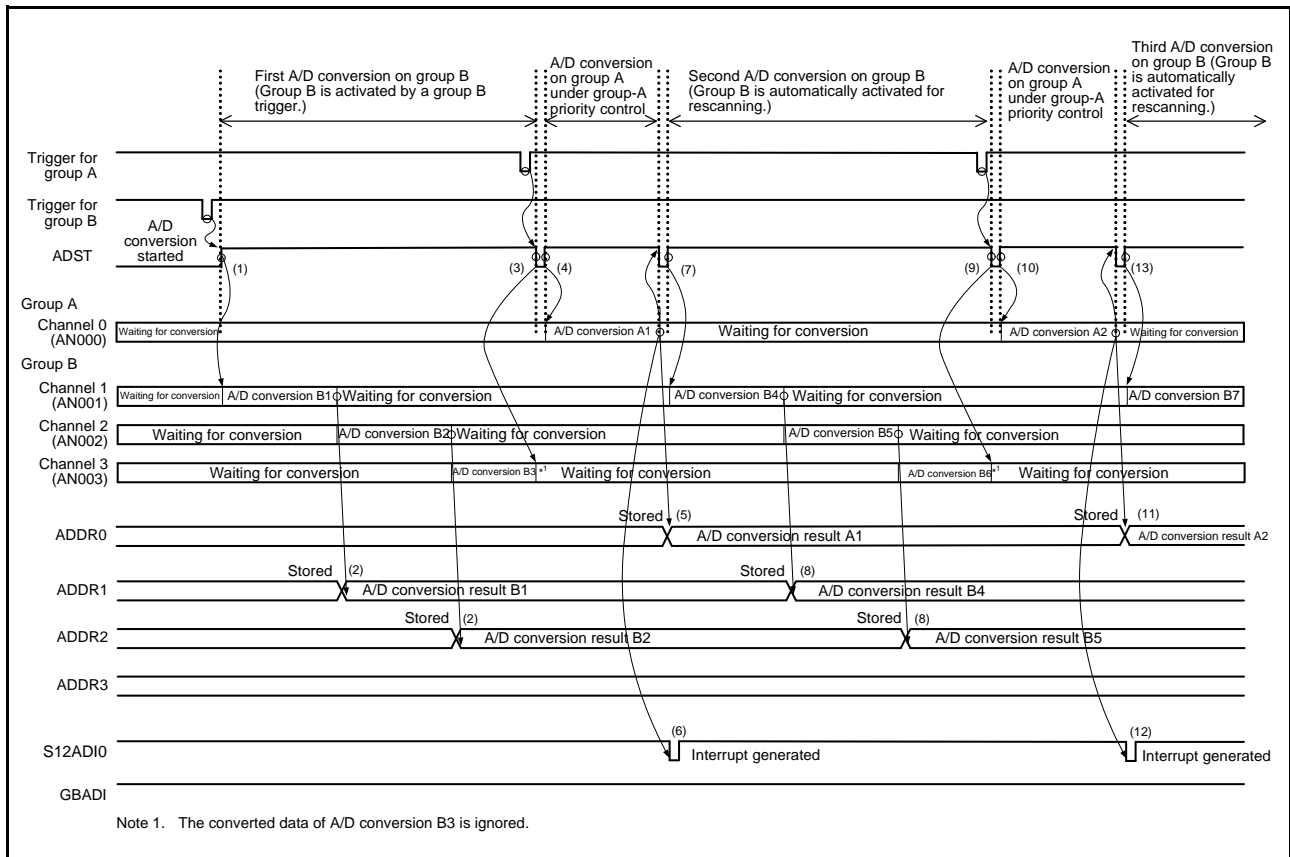 First A/D conversion on group B
(Group B is activated by a group B
trigger.)
A/D conversion
on group A
under group-A
priority control
Second A/D conversion on group B
(Group B is automatically activated for
rescanning.)
A/D conversion
on group A
under group-A
priority control
Third A/D conversion
on group B (Group B
is automatically
activated for
rescanning.)
Trigger for
group A
Trigger for
group B
A/D
conversion
started
ADST
(1)
(3)
(4)
(7)
(9)
(10)
(13)
Group A
Channel 0
(AN000)
Waiting for conversion
A/D conversion A1
Waiting for conversion
A/D conversion A2
Waiting for conversion
Group B
Channel 1
(AN001)
Waiting for conversion
A/D conversion B1
Waiting for conversion
A/D conversion B4
Waiting for conversion
A/D conversion B7
Channel 2
(AN002)
Waiting for conversion
A/D conversion B2
Waiting for conversion
A/D conversion B5
Waiting for conversion
Channel 3
(AN003)
Waiting for conversion
A/D conversion B3 *1
Waiting for conversion
A/D conversion B6*1
Waiting for conversion
ADDR0
Stored
(5)
A/D conversion result A1
Stored
(11)
A/D conversion result A2
ADDR1
Stored
(2)
A/D conversion result B1
Stored
(8)
A/D conversion result B4
ADDR2
Stored
(2)
A/D conversion result B2
Stored
(8)
A/D conversion result B5
ADDR3
S12ADI0
(6)
Interrupt generated
(12)
Interrupt generated
GBADI
Note 1. The converted data of A/D conversion B3 is ignored.